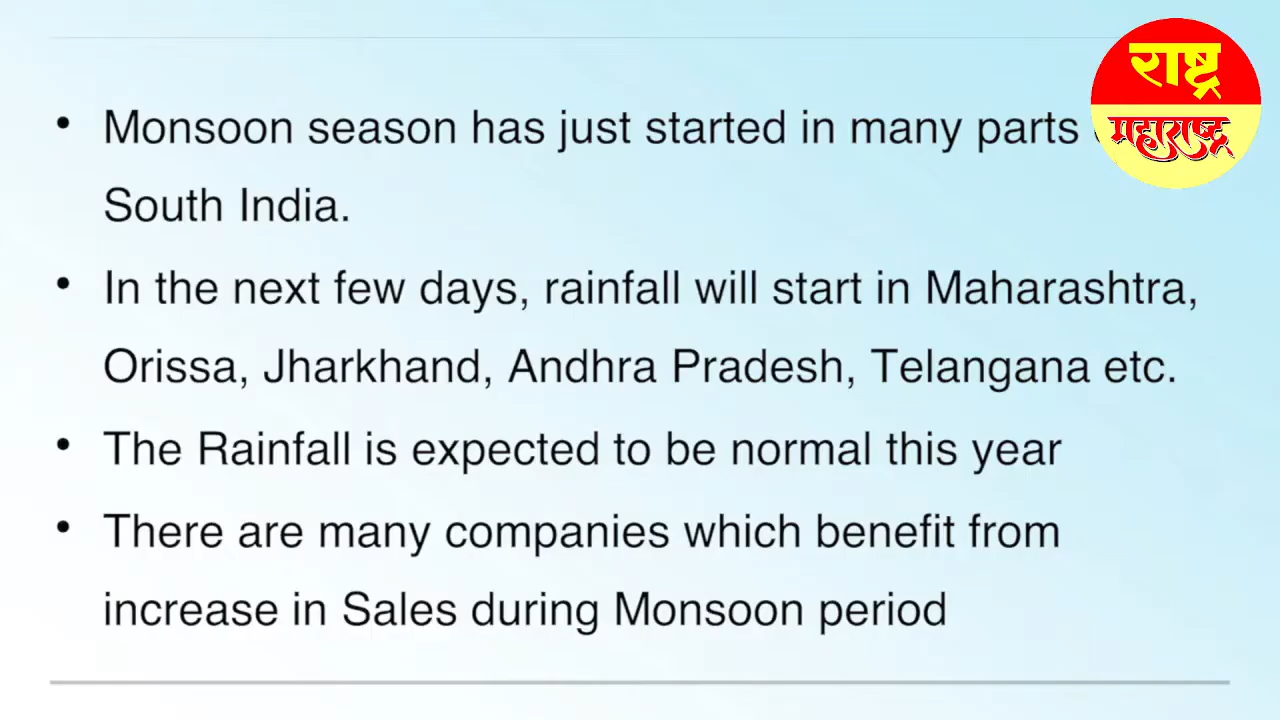 • Monsoon season has just started in many parts
South India.
• In the next few days, rainfall will start in Maharashtra,
Orissa, Jharkhand, Andhra Pradesh, Telangana etc.
• The Rainfall is expected to be normal this year
• There are many companies which benefit from
increase in Sales during Monsoon period
राष्ट्र
महाराष्ट्र